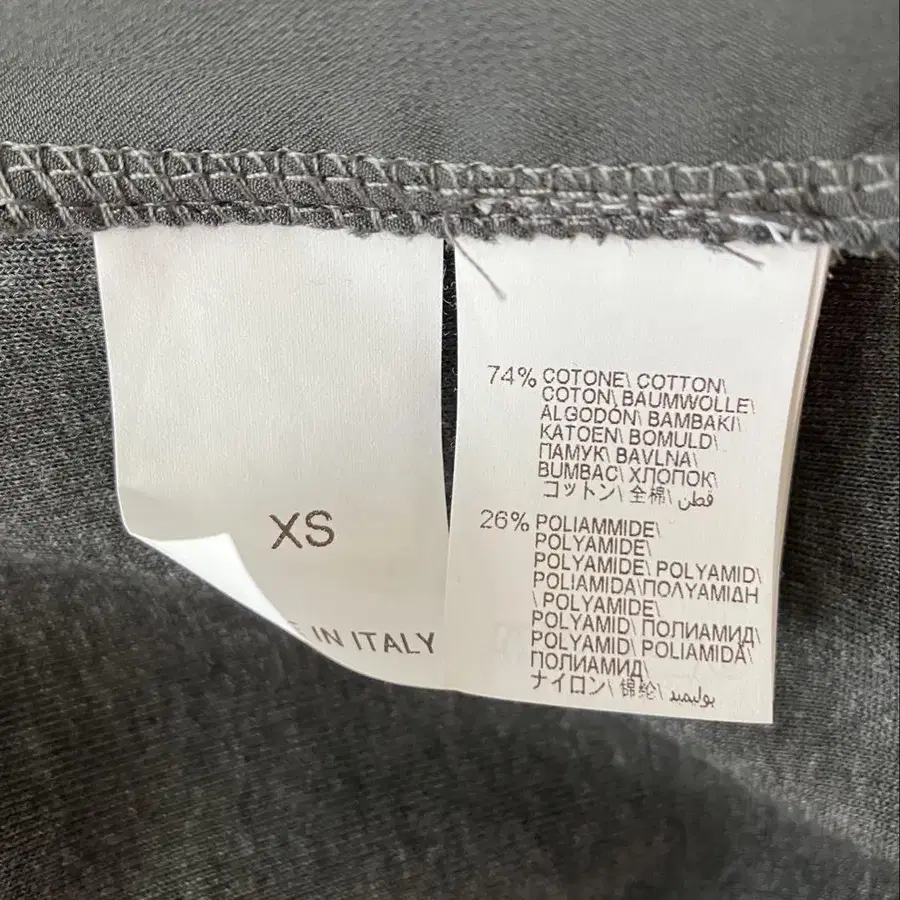 XS
IN ITALY
74% COTONE\ COTTON\
COTON\ BAUMWOLLE\
ALGODÓN\ BAMBAKI\
KATOEN\ BOMULD\
ПАМУК\ BAVLNA\
BUMBAC\ ХЛОПОК\
コットン\ 全棉\ قطن
26% POLIAMMIDE\
POLYAMIDE\
POLYAMIDE\ POLYAMID\
POLIAMIDA\ΠΟΛΥΑΜΙΔΗ
\ POLYAMIDE\
POLYAMID\ ПОЛИАМИД\
POLYAMID\ POLIAMIDA\
ПОЛИАМИД\
ナイロン\ 锦纶\ بوليميد